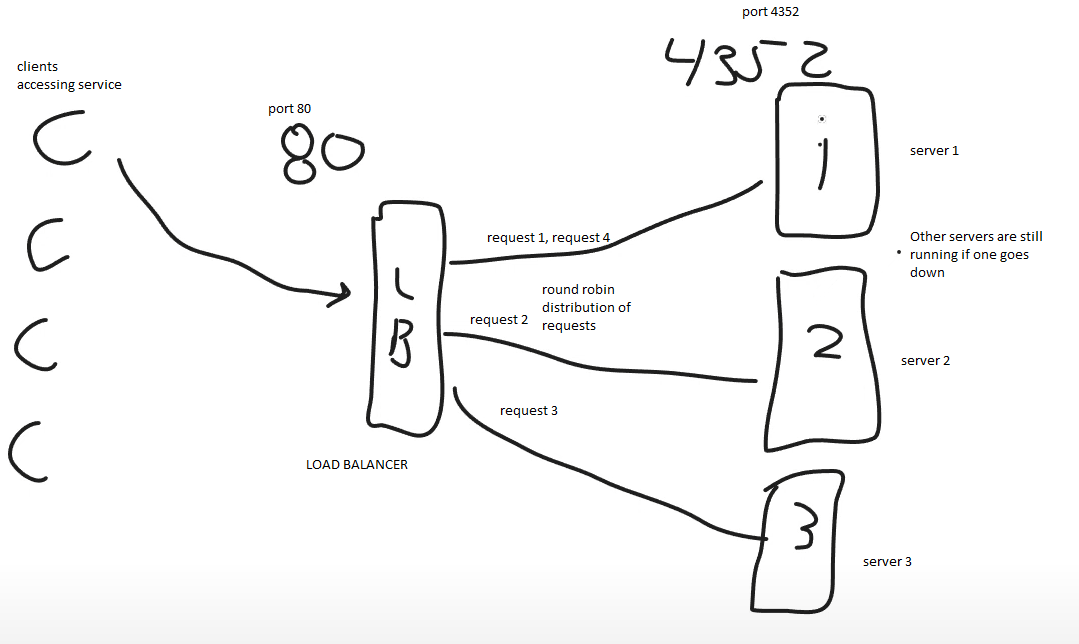 port 4352
4352
clients
accessing service
C
port 80
80
C
C
C
L
B
LOAD BALANCER
request 1, request 4
request 2
round robin
distribution of
requests
request 3
1
server 1
• Other servers are still
running if one goes
down
2
server 2
3
server 3